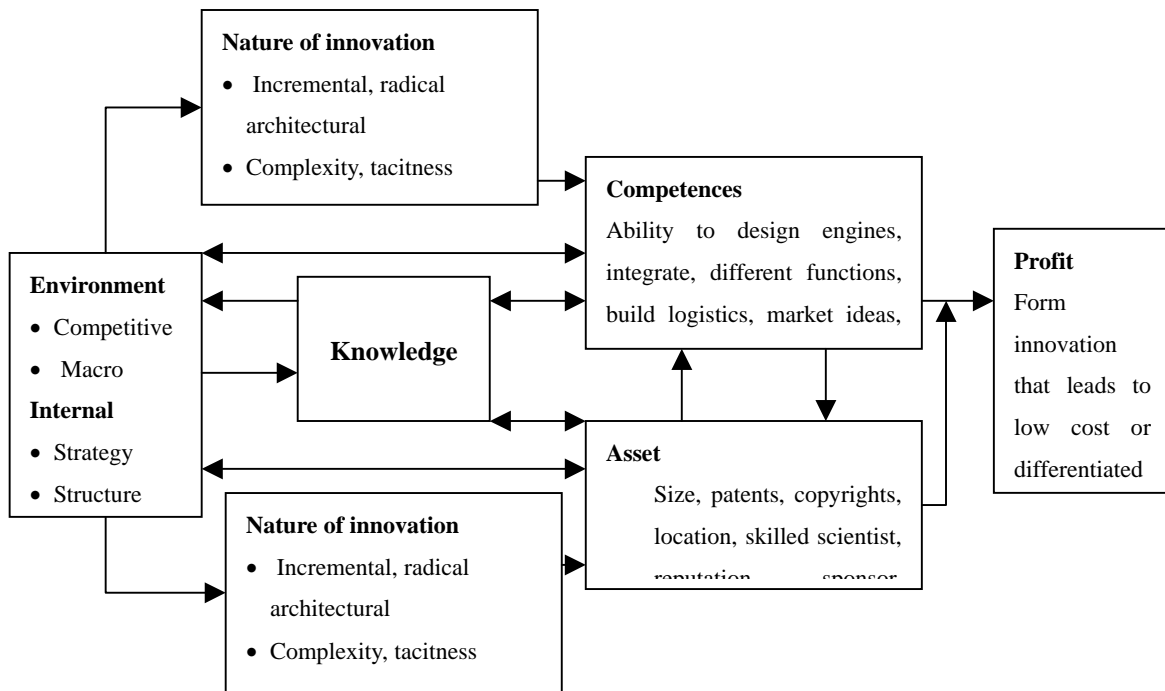 Nature of innovation
• Incremental, radical
architectural
• Complexity, tacitness
Environment
• Competitive
• Macro
Internal
• Strategy
• Structure
Knowledge
Nature of innovation
• Incremental, radical
architectural
• Complexity, tacitness
Competences
Ability to design engines,
integrate, different functions,
build logistics, market ideas,
Asset
Size, patents, copyrights,
location, skilled scientist,
reputation sponsor
Profit
Form
innovation
that leads to
low cost or
differentiated